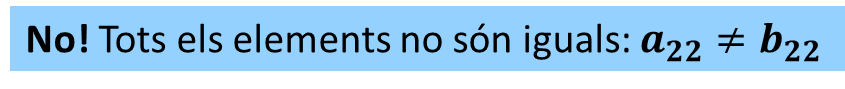 No! Tots els elements no són iguals: a₂₂ ≠ b₂₂